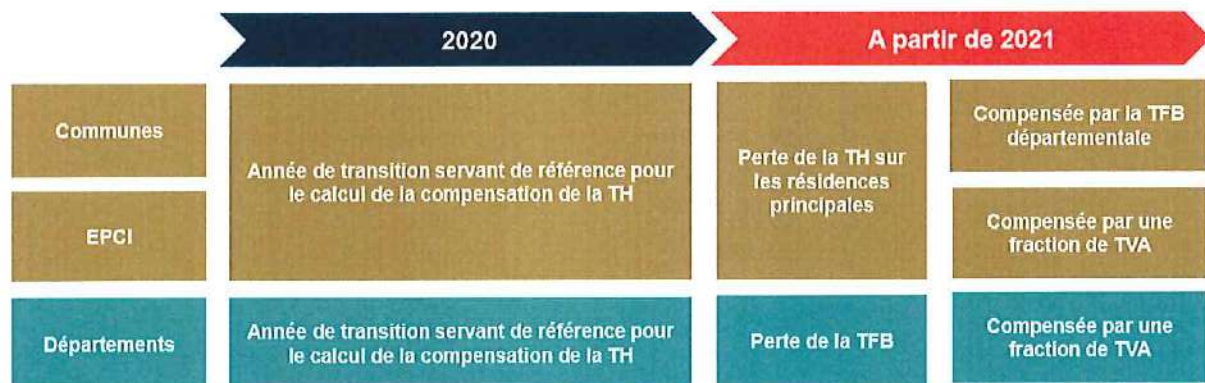 2020
A partir de 2021
Communes
EPCI
Année de transition servant de référence pour
le calcul de la compensation de la TH
Perte de la TH sur
les résidences
principales
Compensée par la TFB
départementale
Compensée par une
fraction de TVA
Départements
Année de transition servant de référence pour
le calcul de la compensation de la TH
Perte de la TFB
Compensée par une
fraction de TVA